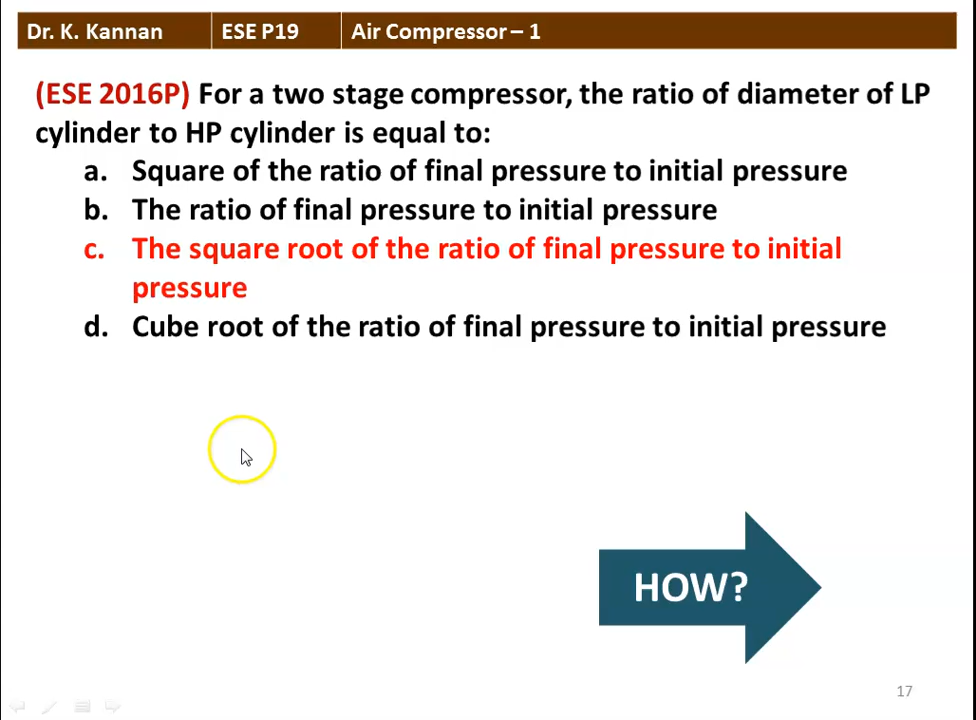 Dr. K. Kannan ESE P19 Air Compressor – 1
(ESE 2016P) For a two stage compressor, the ratio of diameter of LP
cylinder to HP cylinder is equal to:
a. Square of the ratio of final pressure to initial pressure
b. The ratio of final pressure to initial pressure
c. The square root of the ratio of final pressure to initial
pressure
d. Cube root of the ratio of final pressure to initial pressure
HOW?
17